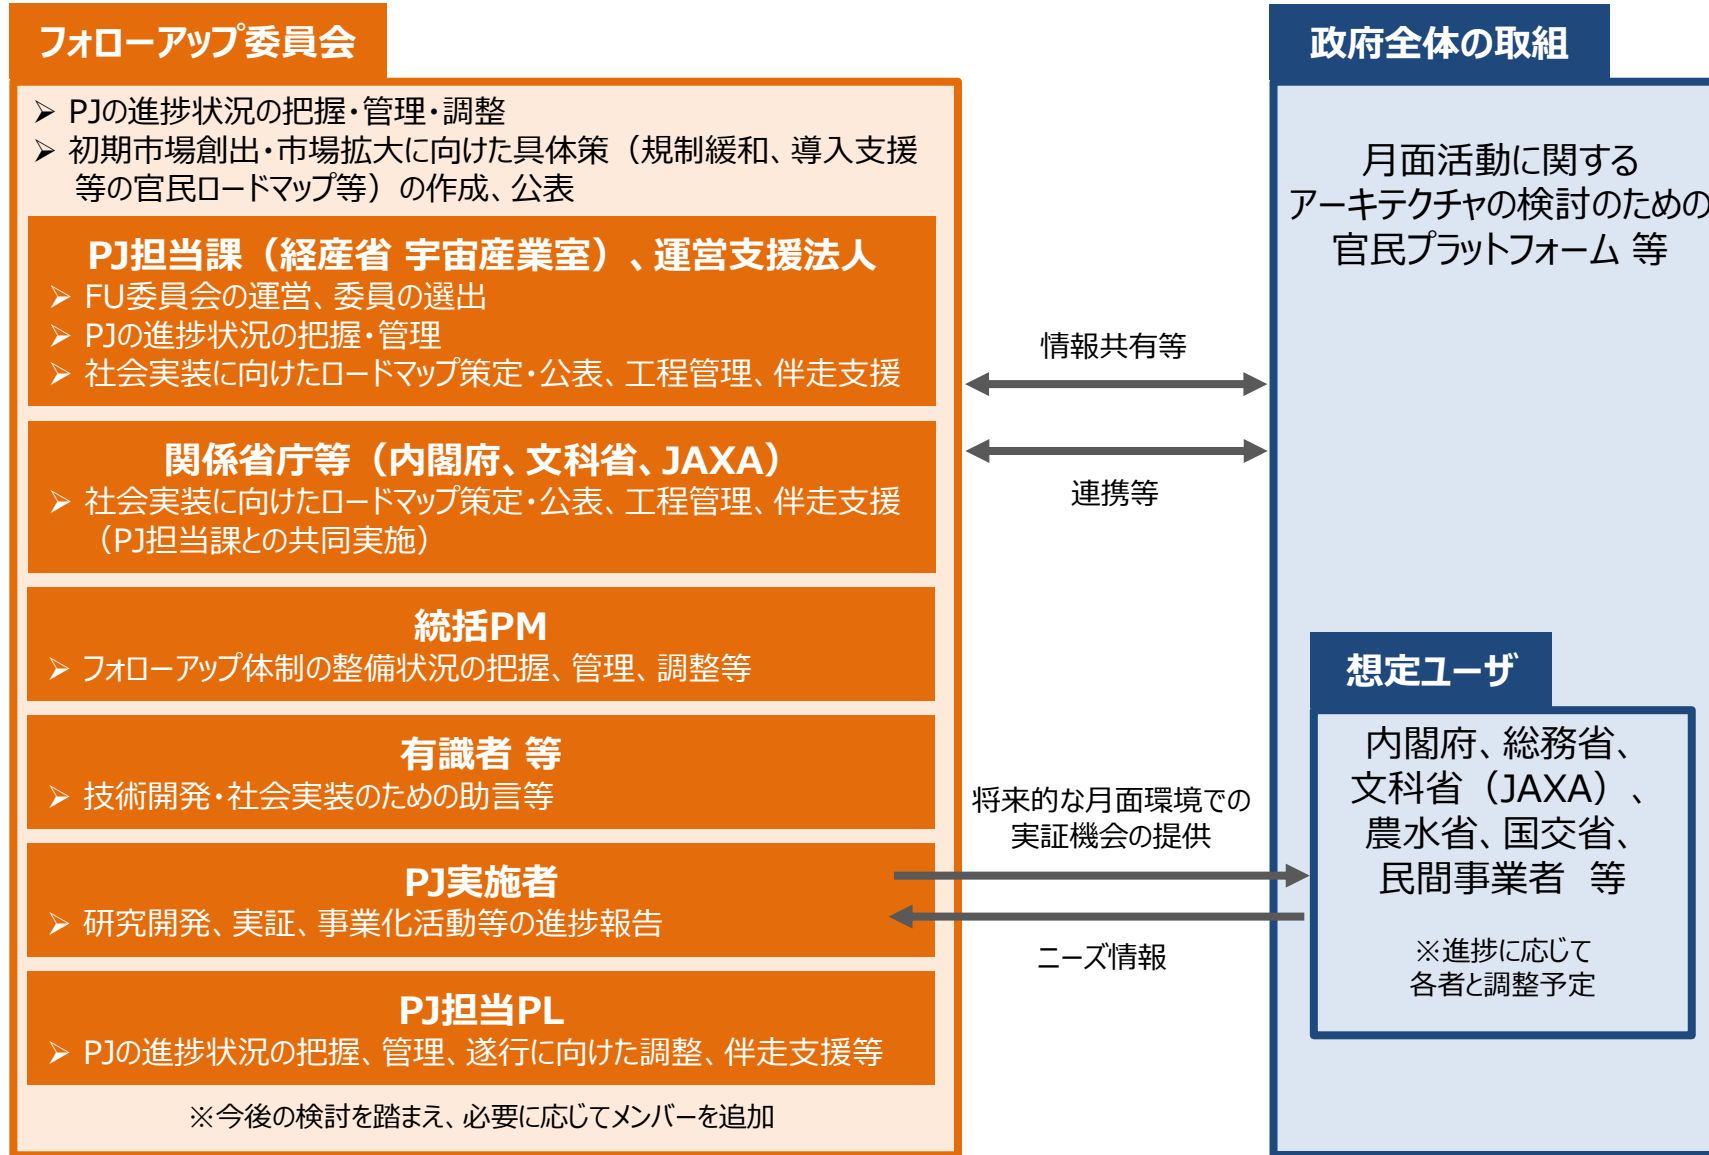 フォローアップ委員会
➢ PJの進捗状況の把握・管理・調整
➢ 初期市場創出・市場拡大に向けた具体策（規制緩和、導入支援
等の官民ロードマップ等）の作成、公表
PJ担当課（経産省 宇宙産業室）、運営支援法人
➢ FU委員会の運営、委員の選出
➢ PJの進捗状況の把握・管理
➢ 社会実装に向けたロードマップ策定・公表、工程管理、伴走支援
関係省庁等（内閣府、文科省、JAXA）
➢ 社会実装に向けたロードマップ策定・公表、工程管理、伴走支援
（PJ担当課との共同実施）
統括PM
➢ フォローアップ体制の整備状況の把握、管理、調整等
有識者 等
➢ 技術開発・社会実装のための助言等
PJ実施者
➢ 研究開発、実証、事業化活動等の進捗報告
PJ担当PL
➢ PJの進捗状況の把握、管理、遂行に向けた調整、伴走支援等
※今後の検討を踏まえ、必要に応じてメンバーを追加
情報共有等
連携等
将来的な月面環境での
実証機会の提供
ニーズ情報
政府全体の取組
月面活動に関する
アーキテクチャの検討のための
官民プラットフォーム 等
想定ユーザ
内閣府、総務省、
文科省（JAXA）、
農水省、国交省、
民間事業者 等
※進捗に応じて
各者と調整予定